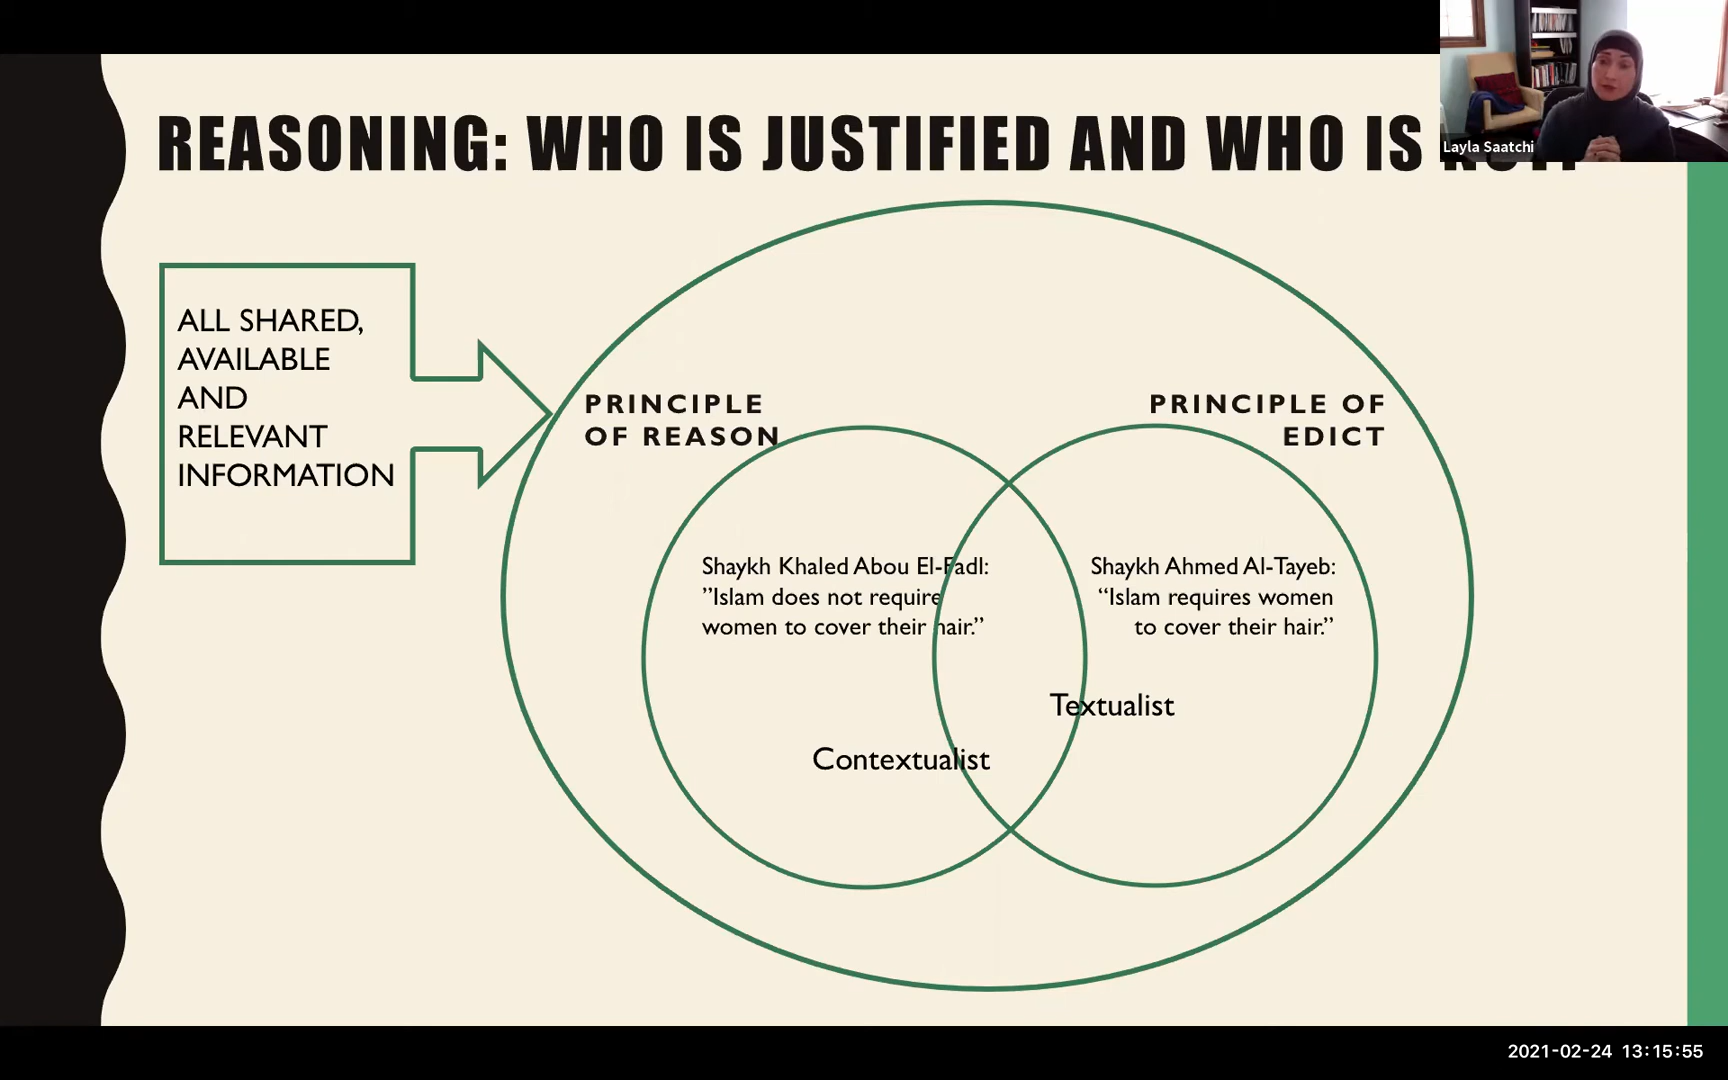 REASONING: WHO IS JUSTIFIED AND WHO IS
Layla Saatchi
ALL SHARED,
AVAILABLE
AND
RELEVANT
INFORMATION
PRINCIPLE
OF REASON
PRINCIPLE OF
EDICT
Shaykh Khaled Abou El-Fadl:
”Islam does not require
women to cover their hair.”
Shaykh Ahmed Al-Tayeb:
“Islam requires women
to cover their hair.”
Textualist
Contextualist
2021-02-24 13:15:55